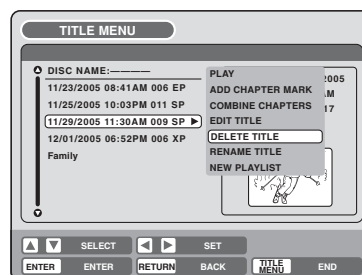 TITLE MENU
DISC NAME:————
11/23/2005 08:41AM 006 EP
11/25/2005 10:03PM 011 SP
11/29/2005 11:30AM 009 SP
12/01/2005 06:52PM 006 XP
Family
PLAY
ADD CHAPTER MARK
COMBINE CHAPTERS
EDIT TITLE
DELETE TITLE
RENAME TITLE
NEW PLAYLIST
2005
AM
17
SELECT SET
ENTER ENTER RETURN BACK TITLE MENU END